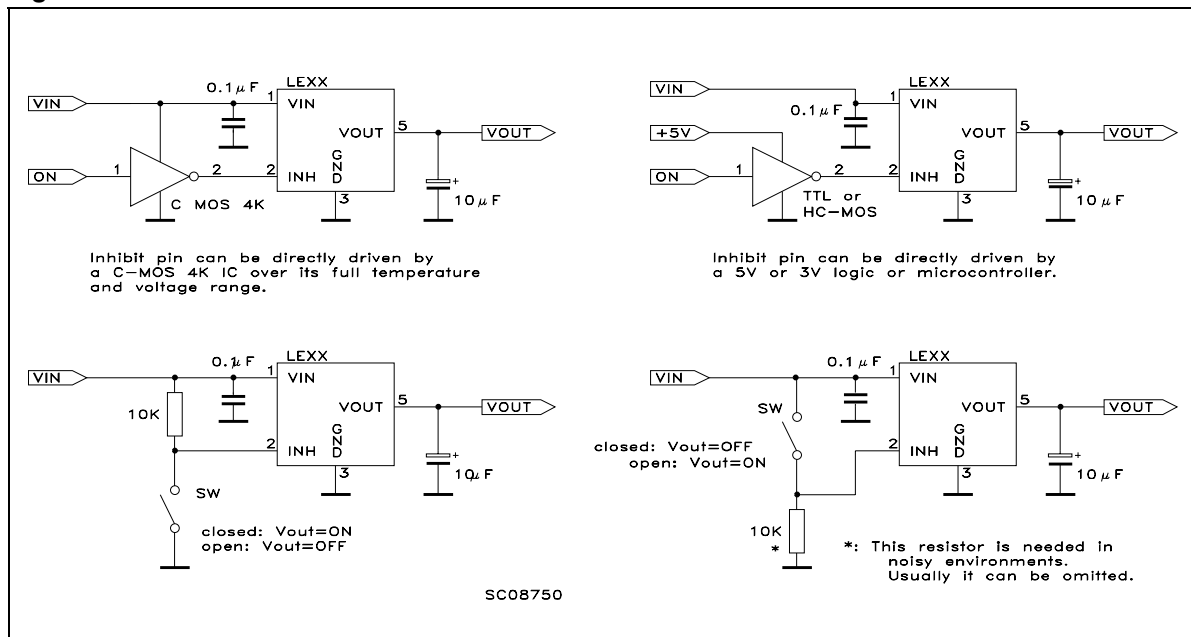 LEXX
VIN
0.1μF
1
VIN
VOUT
5
VOUT
ON
1
2
2
INH
GND
3
C MOS 4K
+
10μF
Inhibit pin can be directly driven by
a C-MOS 4K IC over its full temperature
and voltage range.
LEXX
VIN
1
VIN
0.1μF
+5V
VOUT
5
VOUT
ON
1
2
2
INH
GND
3
TTL or
HC-MOS
+
10μF
Inhibit pin can be directly driven by
a 5V or 3V logic or microcontroller.
LEXX
VIN
0.1μF
1
VIN
10K
VOUT
5
VOUT
2
INH
GND
3
+
10μF
SW
closed: Vout=ON
open: Vout=OFF
LEXX
VIN
0.1μF
1
VIN
SW
VOUT
5
VOUT
closed: Vout=OFF
open: Vout=ON
2
INH
GND
3
+
10μF
10K
*
*: This resistor is needed in
noisy environments.
Usually it can be omitted.
SC08750